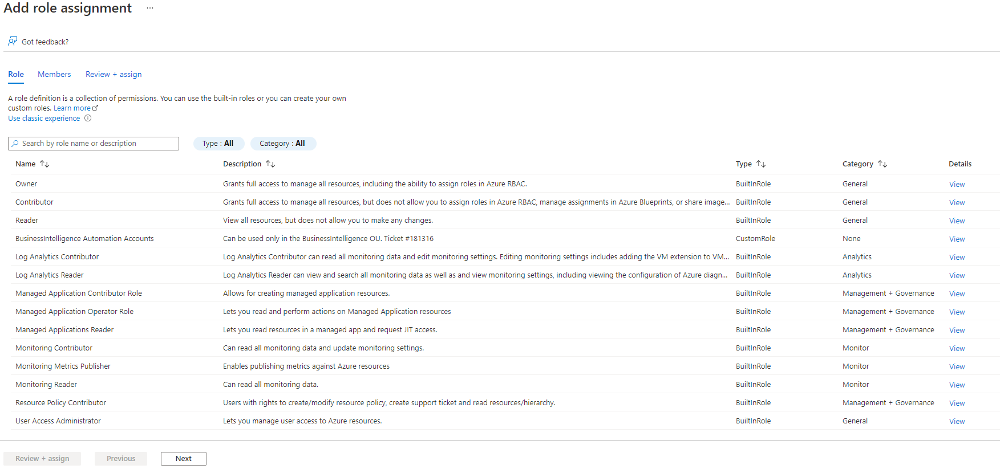 Add role assignment ...
Got feedback?
Role Members Review + assign
A role definition is a collection of permissions. You can use the built-in roles or you can create your own
custom roles. Learn more
Use classic experience
Search by role name or description Type : All Category : All
Name Description Type Category Details
Owner Grants full access to manage all resources, including the ability to assign roles in Azure RBAC. BuiltInRole General View
Contributor Grants full access to manage all resources, but does not allow you to assign roles in Azure RBAC, manage assignments in Azure Blueprints, or share image... BuiltInRole General View
Reader View all resources, but does not allow you to make any changes. BuiltInRole General View
BusinessIntelligence Automation Accounts Can be used only in the BusinessIntelligence OU. Ticket #181316 CustomRole None View
Log Analytics Contributor Log Analytics Contributor can read all monitoring data and edit monitoring settings. Editing monitoring settings includes adding the VM extension to VM... BuiltInRole Analytics View
Log Analytics Reader Log Analytics Reader can view and search all monitoring data as well as and view monitoring settings, including viewing the configuration of Azure diagn... BuiltInRole Analytics View
Managed Application Contributor Role Allows for creating managed application resources. BuiltInRole Management + Governance View
Managed Application Operator Role Lets you read and perform actions on Managed Application resources BuiltInRole Management + Governance View
Managed Applications Reader Lets you read resources in a managed app and request JIT access. BuiltInRole Management + Governance View
Monitoring Contributor Can read all monitoring data and update monitoring settings. BuiltInRole Monitor View
Monitoring Metrics Publisher Enables publishing metrics against Azure resources BuiltInRole Monitor View
Monitoring Reader Can read all monitoring data. BuiltInRole Monitor View
Resource Policy Contributor Users with rights to create/modify resource policy, create support ticket and read resources/hierarchy. BuiltInRole Management + Governance View
User Access Administrator Lets you manage user access to Azure resources. BuiltInRole General View
Review + assign Previous Next